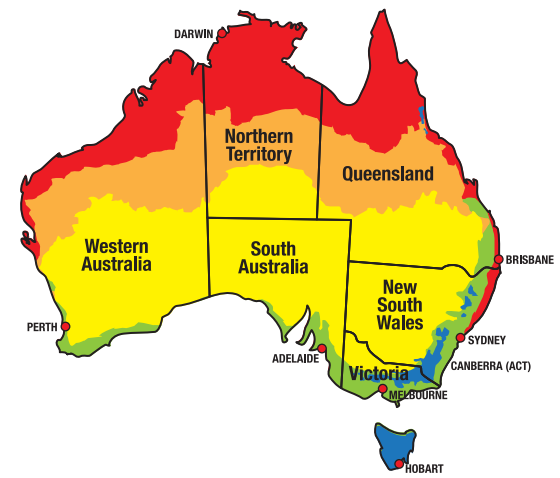 DARWIN
Northern
Territory
Queensland
Western
Australia
South
Australia
BRISBANE
New
South
Wales
PERTH
SYDNEY
ADELAIDE
CANBERRA (ACT)
Victoria
MELBOURNE
HOBART